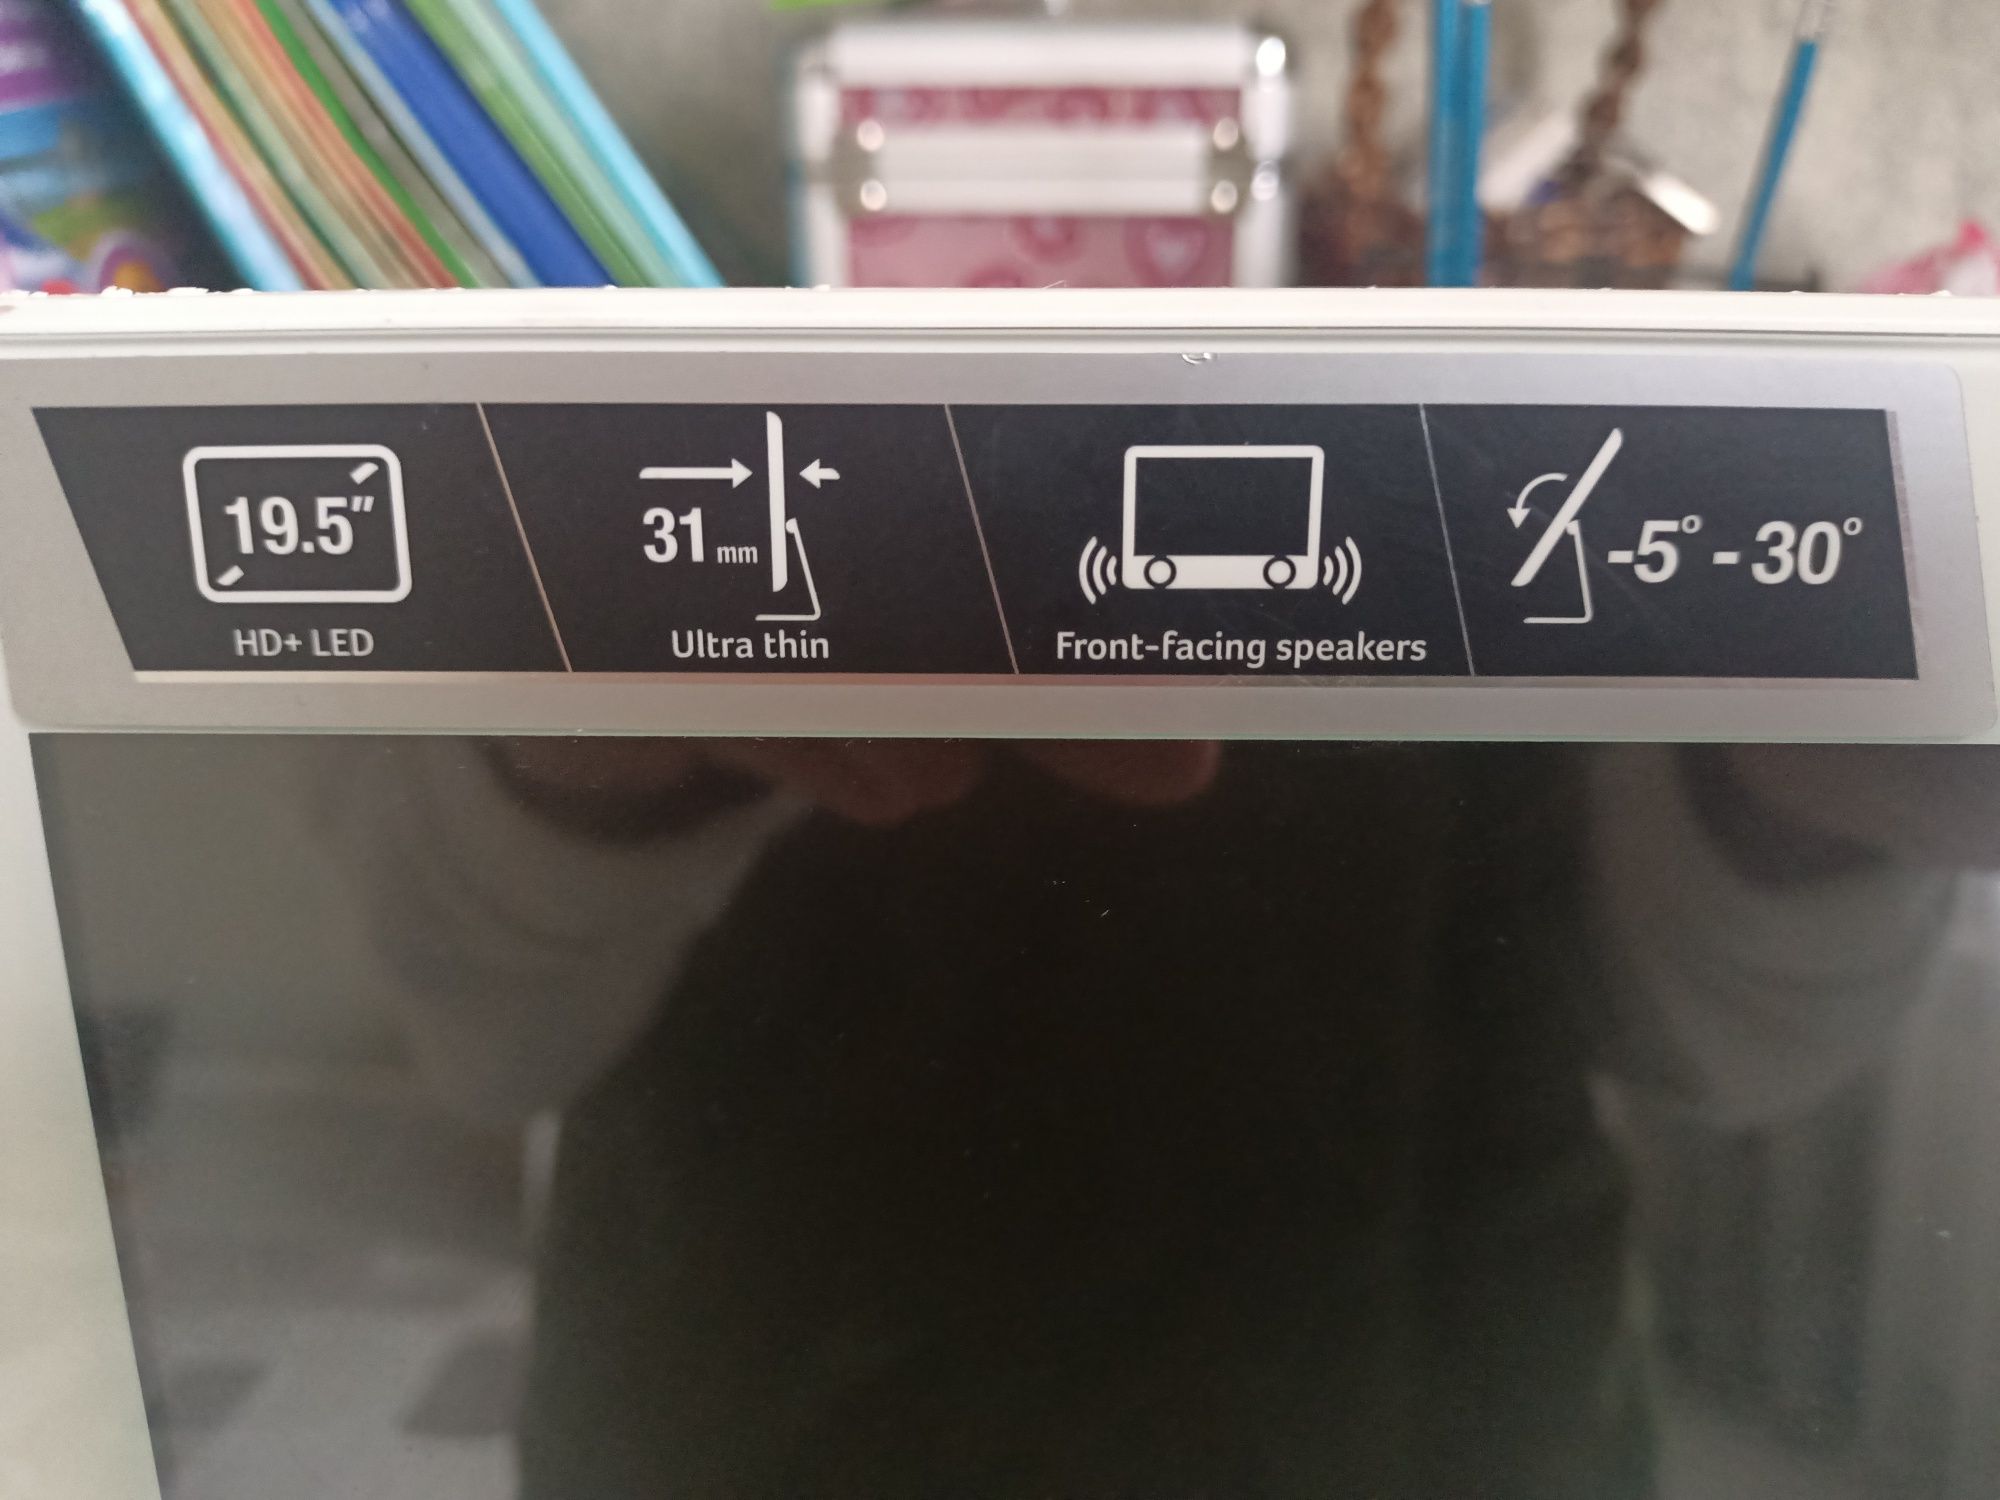 19.5"
HD+ LED
31 mm
Ultra thin
Front-facing speakers
-5° - 30°